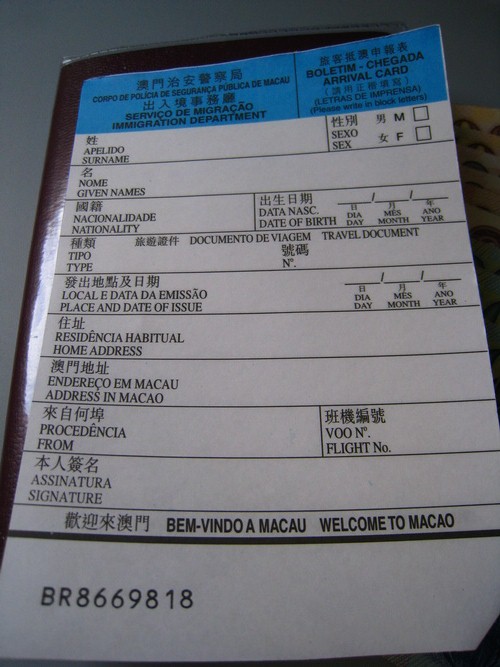 澳門治安警察局
CORPO DE POLÍCIA DE SEGURANÇA PÚBLICA DE MACAU
出入境事務廳
SERVIÇO DE MIGRAÇÃO
IMMIGRATION DEPARTMENT
旅客抵澳申報表
BOLETIM - CHEGADA
ARRIVAL CARD
(請用正楷填寫)
(LETRAS DE IMPRENSA)
(Please write in block letters)
姓
APELIDO
SURNAME
性別 男 M
SEXO
SEX 女 F
名
NOME
GIVEN NAMES
國籍
NACIONALIDADE
NATIONALITY
出生日期
DATA NASC.
DATE OF BIRTH
日 月 年
DIA MÊS ANO
DAY MONTH YEAR
種類 旅遊證件 DOCUMENTO DE VIAGEM TRAVEL DOCUMENT
TIPO 號碼
TYPE Nº.
發出地點及日期
LOCAL E DATA DA EMISSÃO
PLACE AND DATE OF ISSUE
日 月 年
DIA MÊS ANO
DAY MONTH YEAR
住址
RESIDÊNCIA HABITUAL
HOME ADDRESS
澳門地址
ENDEREÇO EM MACAU
ADDRESS IN MACAO
來自何埠
PROCEDÊNCIA
FROM
班機編號
VOO Nº.
FLIGHT No.
本人簽名
ASSINATURA
SIGNATURE
歡迎來澳門 BEM-VINDO A MACAU WELCOME TO MACAO
BR8669818